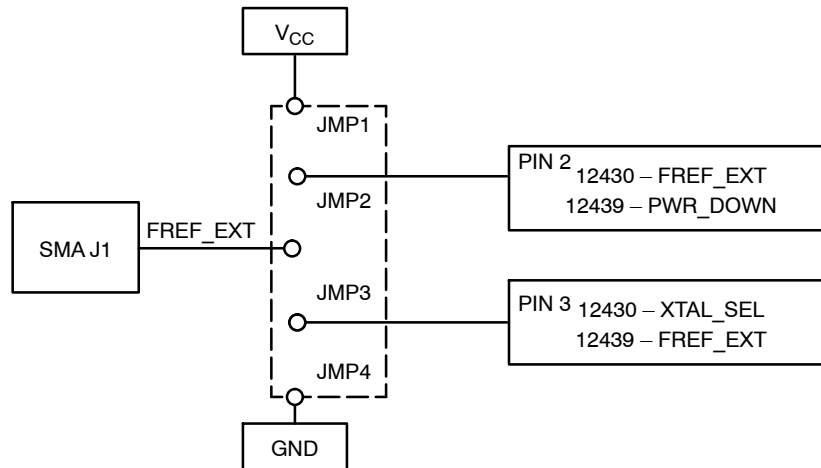 VCC
JMP1
PIN 2 12430 – FREF_EXT
JMP2
12439 – PWR_DOWN
SMA J1
FREF_EXT
JMP3
PIN 3 12430 – XTAL_SEL
12439 – FREF_EXT
JMP4
GND